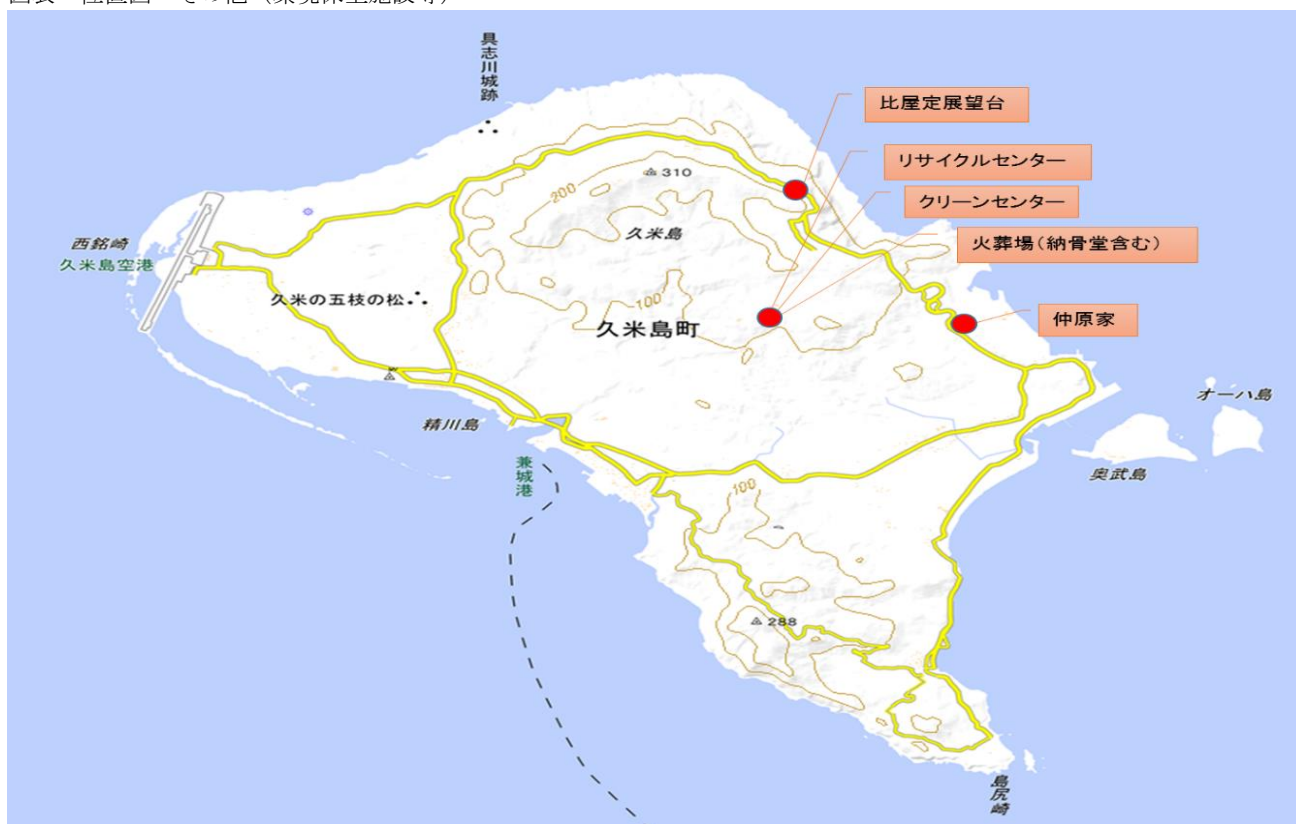 具志川城跡
比屋定展望台
リサイクルセンター
310
200
クリーンセンター
久米島
火葬場(納骨堂含む)
西銘崎
久米島空港
久米の五枝の松
100
久米島町
仲原家
オーハ島
精川島
奥武島
兼城港
100
288
島尻崎